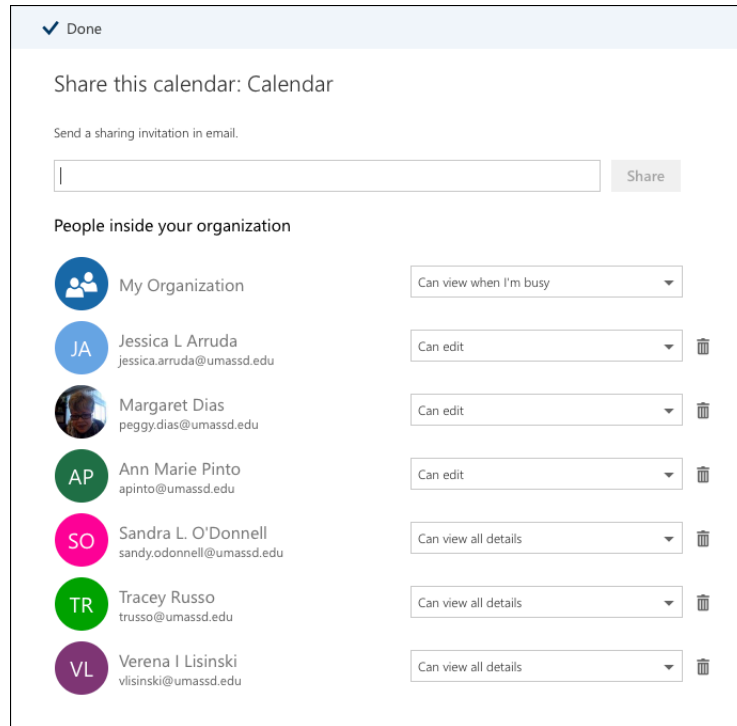 Done
Share this calendar: Calendar
Send a sharing invitation in email.
Share
People inside your organization
My Organization
Can view when I'm busy
JA
Jessica L Arruda
jessica.arruda@umassd.edu
Can edit
Margaret Dias
peggy.dias@umassd.edu
Can edit
AP
Ann Marie Pinto
apinto@umassd.edu
Can edit
SO
Sandra L. O'Donnell
sandy.odonnell@umassd.edu
Can view all details
TR
Tracey Russo
trusso@umassd.edu
Can view all details
VL
Verena I Lisinski
vlisinski@umassd.edu
Can view all details